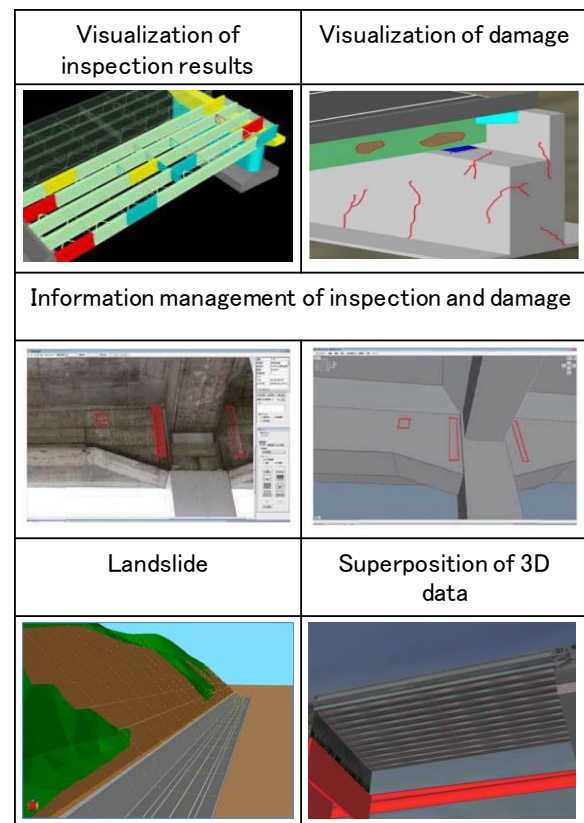 Visualization of
inspection results
Visualization of damage
Information management of inspection and damage
Landslide
Superposition of 3D
data